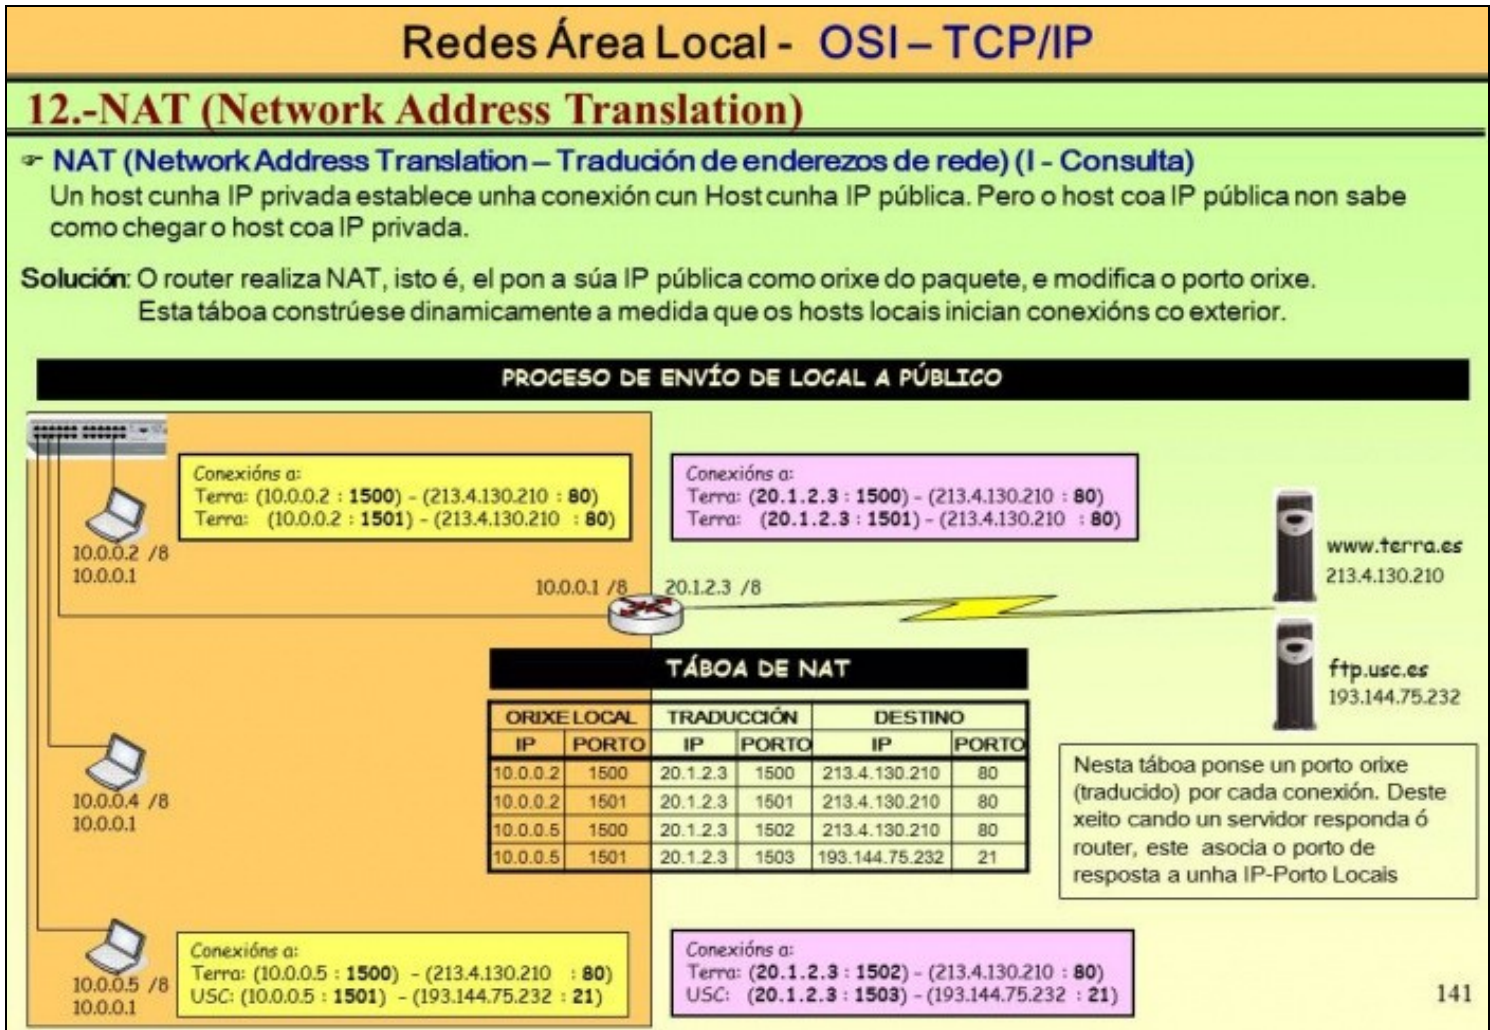 Redes Área Local - OSI – TCP/IP
12.-NAT (Network Address Translation)
☞ NAT (Network Address Translation – Tradución de enderezos de rede) (I - Consulta)
Un host cunha IP privada establece unha conexión cun Host cunha IP pública. Pero o host coa IP pública non sabe
como chegar o host coa IP privada.
Solución: O router realiza NAT, isto é, el pon a súa IP pública como orixe do paquete, e modifica o porto orixe.
Esta táboa constrúese dinamicamente a medida que os hosts locais inician conexións co exterior.
PROCESO DE ENVÍO DE LOCAL A PÚBLICO
Conexións a:
Terra: (10.0.0.2 : 1500) - (213.4.130.210 : 80)
Terra: (10.0.0.2 : 1501) - (213.4.130.210 : 80)
Conexións a:
Terra: (20.1.2.3 : 1500) - (213.4.130.210 : 80)
Terra: (20.1.2.3 : 1501) - (213.4.130.210 : 80)
10.0.0.2 /8
10.0.0.1
www.terra.es
213.4.130.210
10.0.0.1 /8
20.1.2.3 /8
ftp.usc.es
193.144.75.232
TÁBOA DE NAT
ORIXE LOCAL TRADUCCIÓN DESTINO
IP PORTO IP PORTO IP PORTO
10.0.0.2 1500 20.1.2.3 1500 213.4.130.210 80
10.0.0.2 1501 20.1.2.3 1501 213.4.130.210 80
10.0.0.5 1500 20.1.2.3 1502 213.4.130.210 80
10.0.0.5 1501 20.1.2.3 1503 193.144.75.232 21
10.0.0.4 /8
10.0.0.1
Nesta táboa ponse un porto orixe
(traducido) por cada conexión. Deste
xeito cando un servidor responda ó
router, este asocia o porto de
resposta a unha IP-Porto Locais
10.0.0.5 /8
10.0.0.1
Conexións a:
Terra: (10.0.0.5 : 1500) - (213.4.130.210 : 80)
USC: (10.0.0.5 : 1501) - (193.144.75.232 : 21)
Conexións a:
Terra: (20.1.2.3 : 1502) - (213.4.130.210 : 80)
USC: (20.1.2.3 : 1503) - (193.144.75.232 : 21)
141